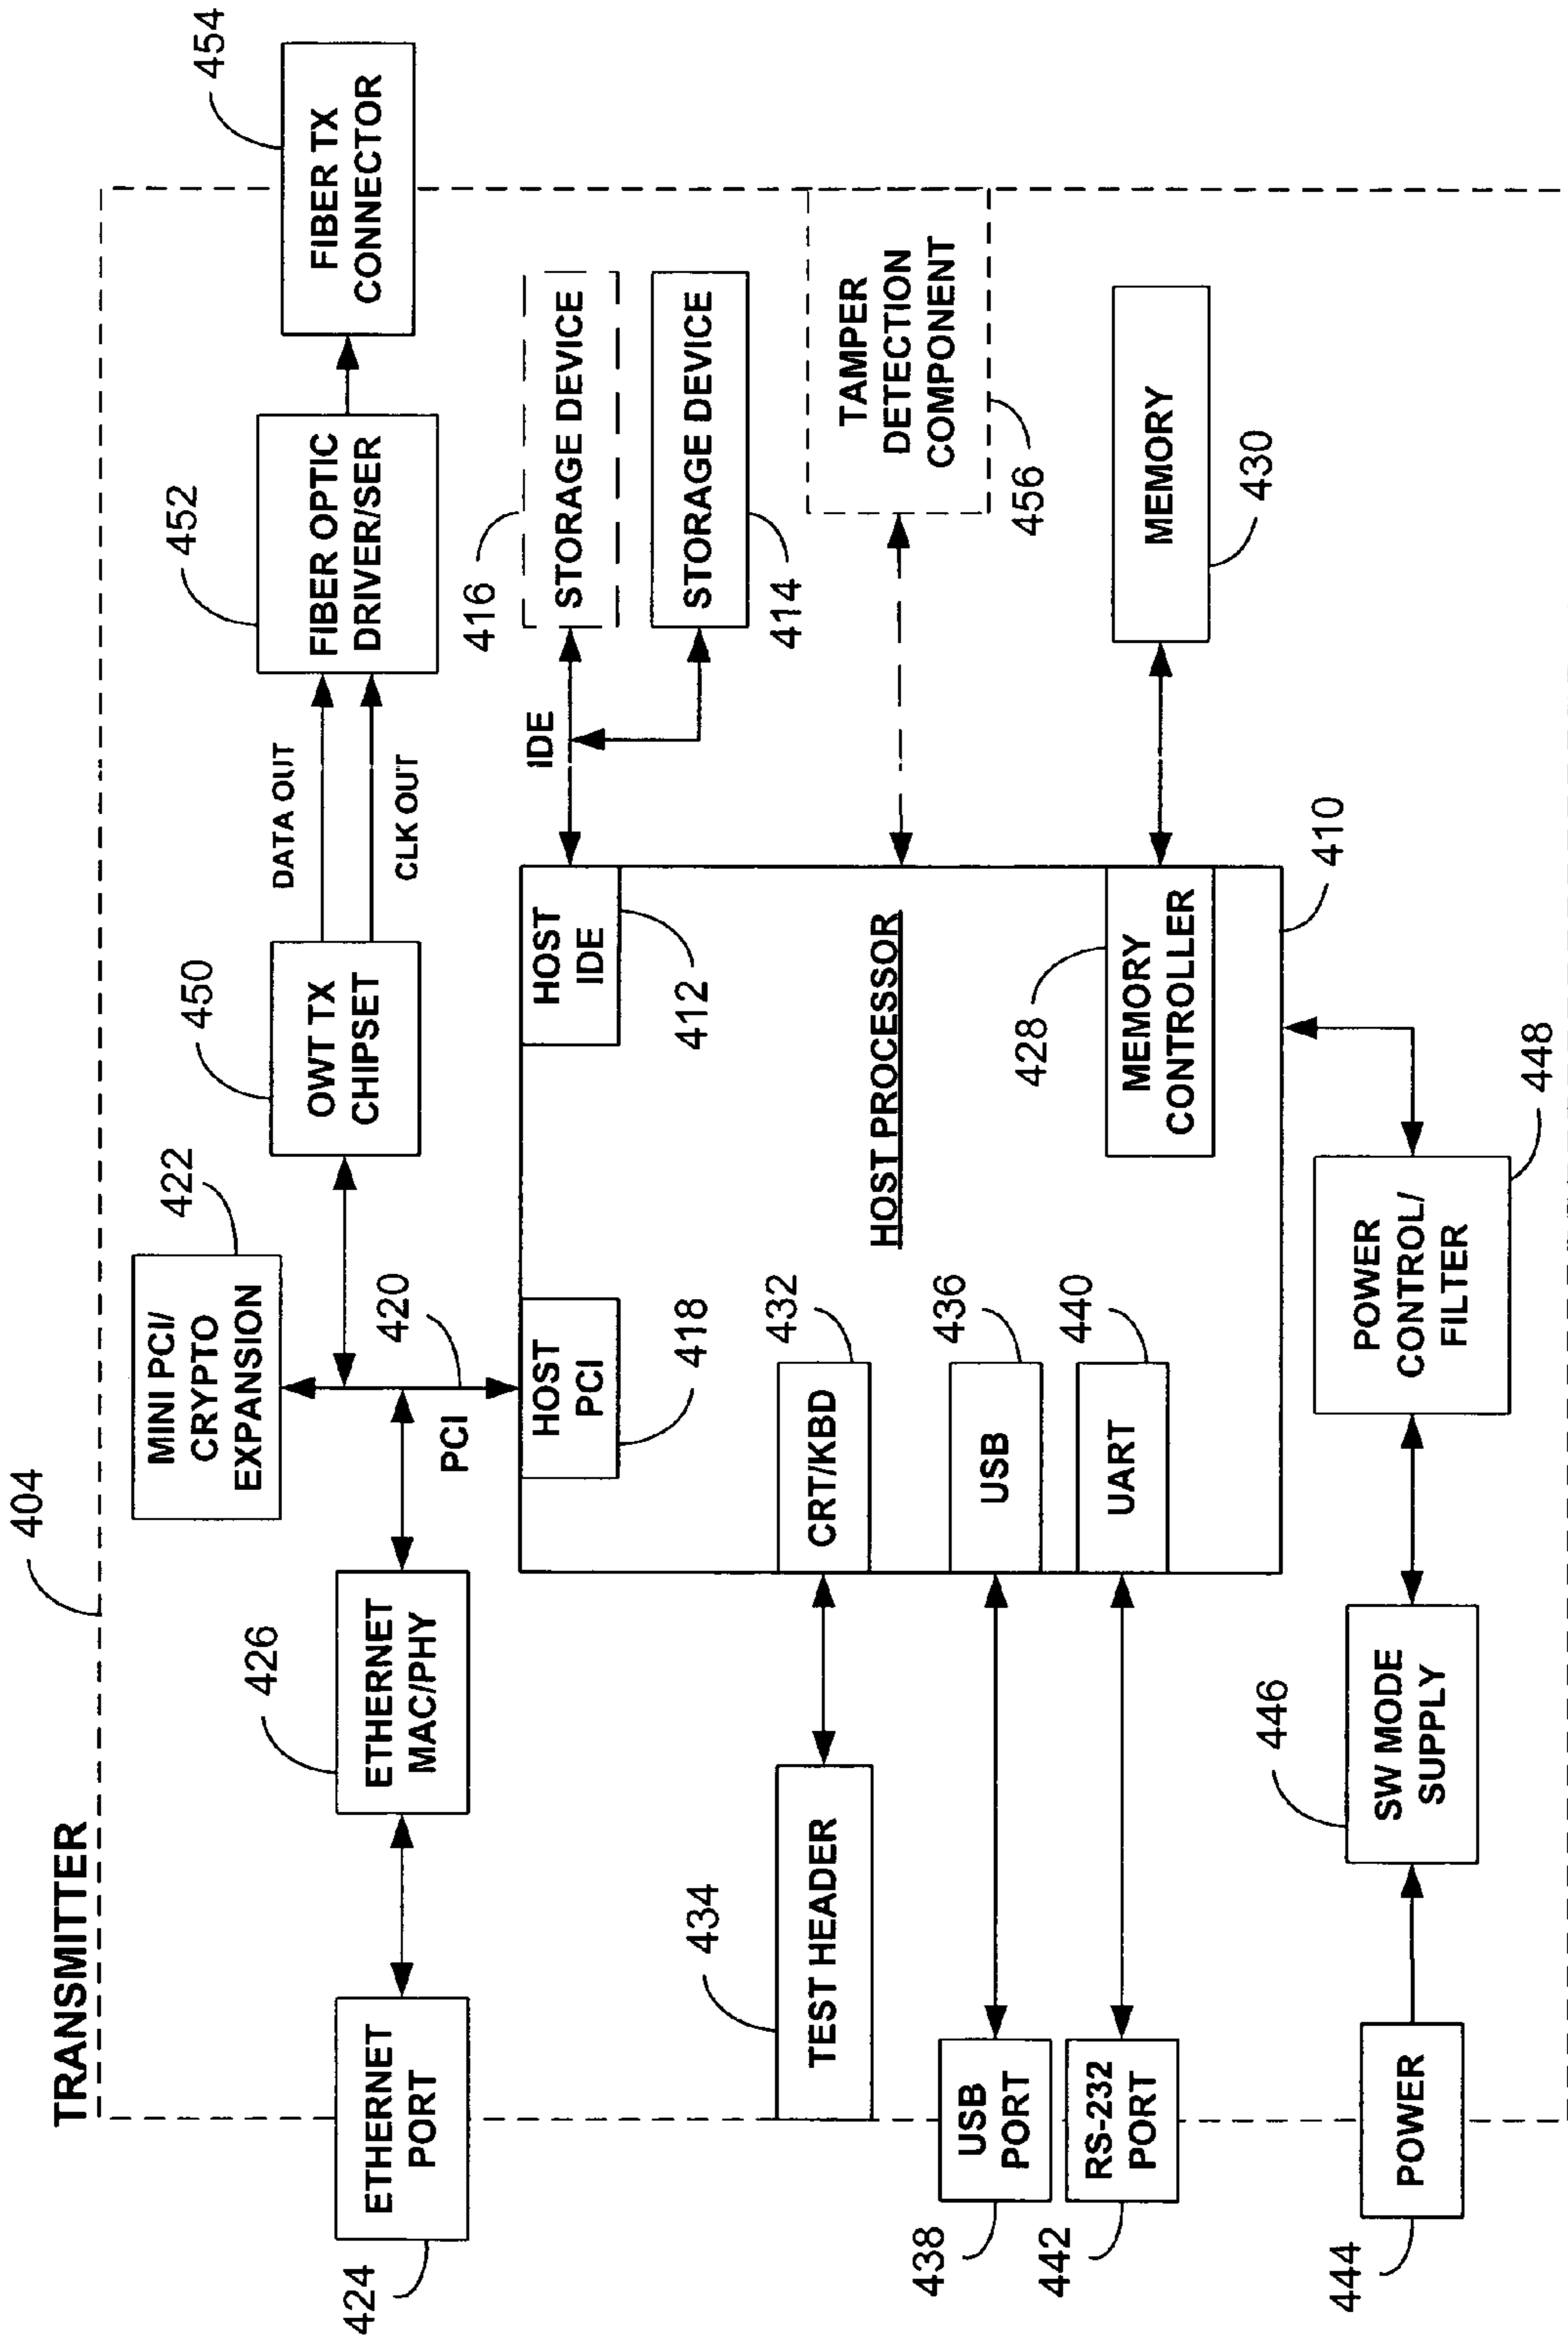 TRANSMITTER
404
424
ETHERNET
PORT
426
ETHERNET
MAC/PHY
422
MINI PCI/
CRYPTO
EXPANSION
PCI
420
450
OWT TX
CHIPSET
DATA OUT
CLK OUT
452
FIBER OPTIC
DRIVER/SER
454
FIBER TX
CONNECTOR
HOST
PCI
418
HOST
IDE
412
IDE
416
STORAGE DEVICE
STORAGE DEVICE
414
434
TEST HEADER
CRT/KBD
432
HOST PROCESSOR
TAMPER
DETECTION
COMPONENT
456
438
USB
PORT
USB
436
442
RS-232
PORT
UART
440
428
MEMORY
CONTROLLER
MEMORY
430
410
444
POWER
446
SW MODE
SUPPLY
POWER
CONTROL/
FILTER
448